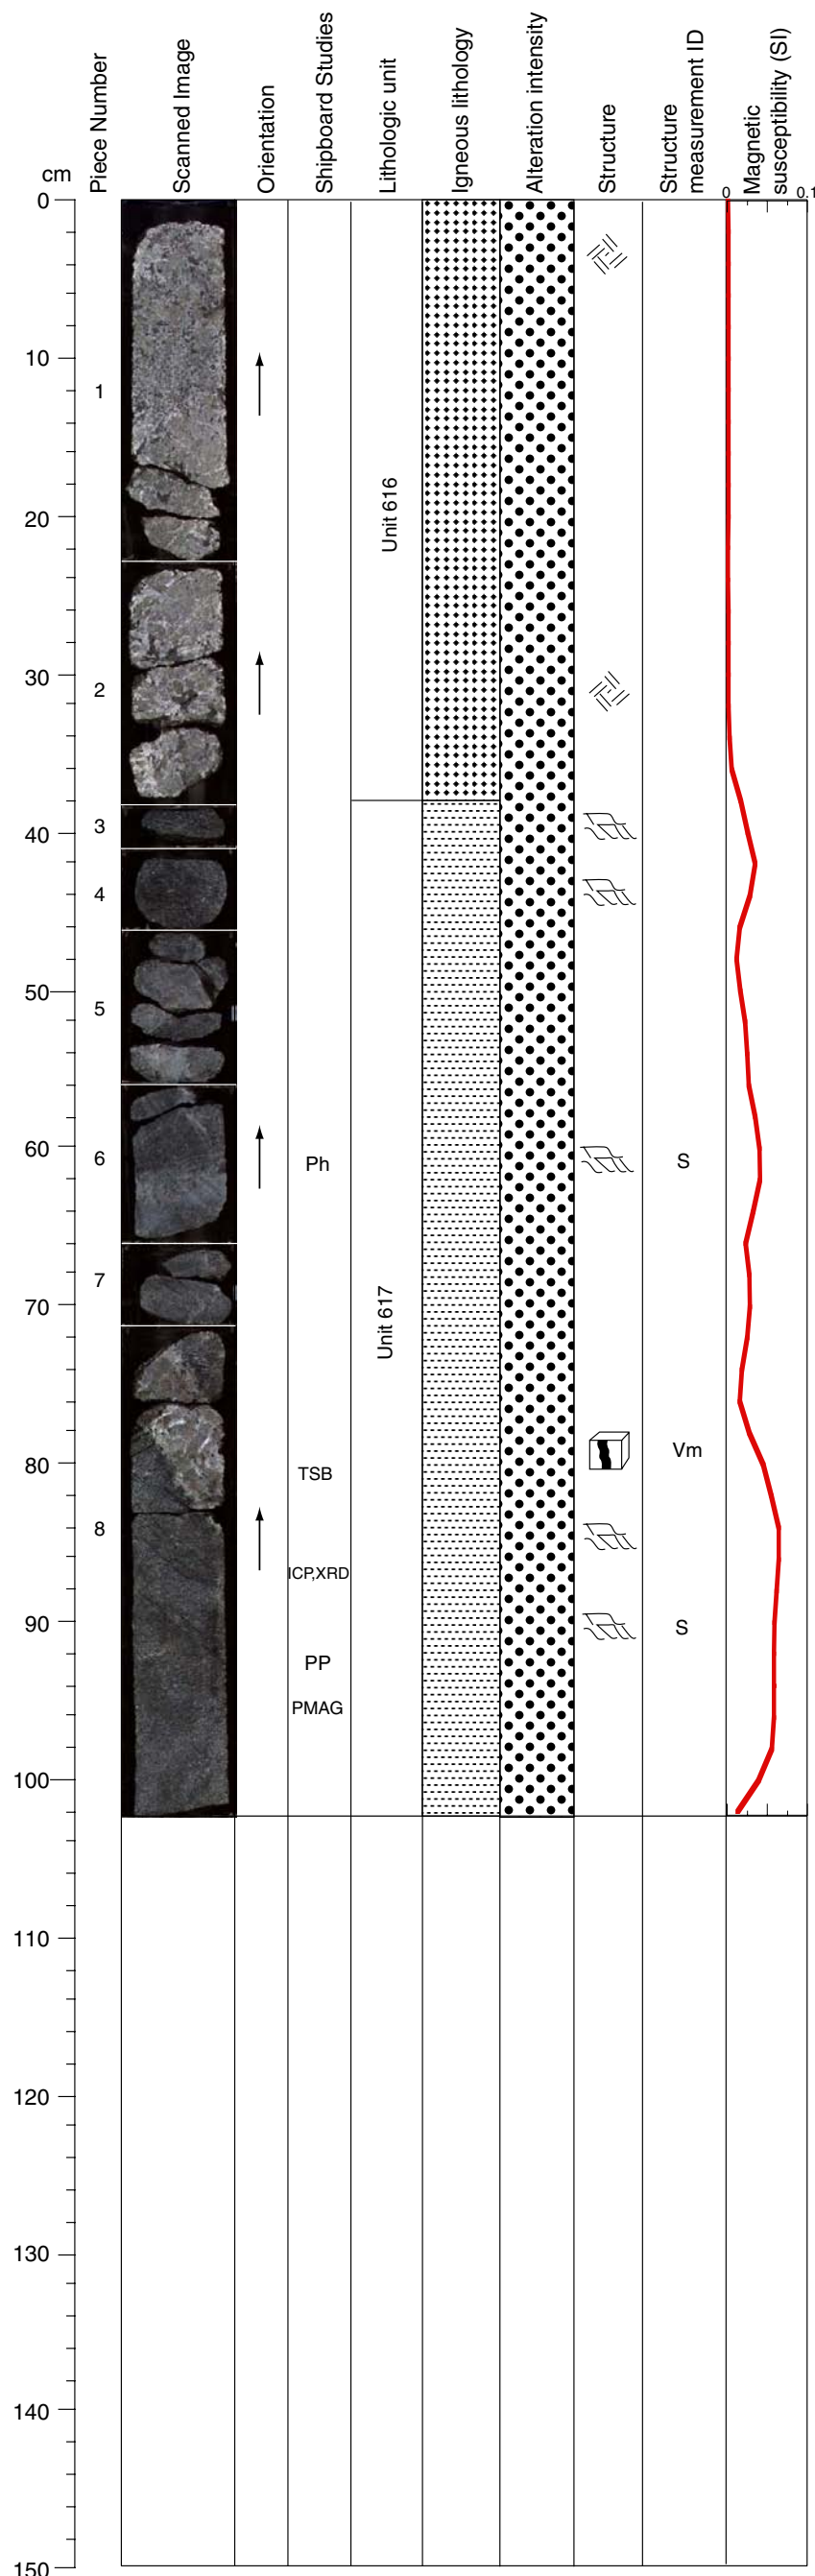 cm
Piece Number
Scanned Image
Orientation
Shipboard Studies
Lithologic unit
Igneous lithology
Alteration intensity
Structure
Structure
measurement ID
Magnetic
susceptibility (SI)
0
0.1
0
10
1
Unit 616
20
30
2
3
40
4
50
5
60
6
Ph
S
7
70
Unit 617
Vm
80
TSB
8
ICP,XRD
90
S
PP
PMAG
100
110
120
130
140
150